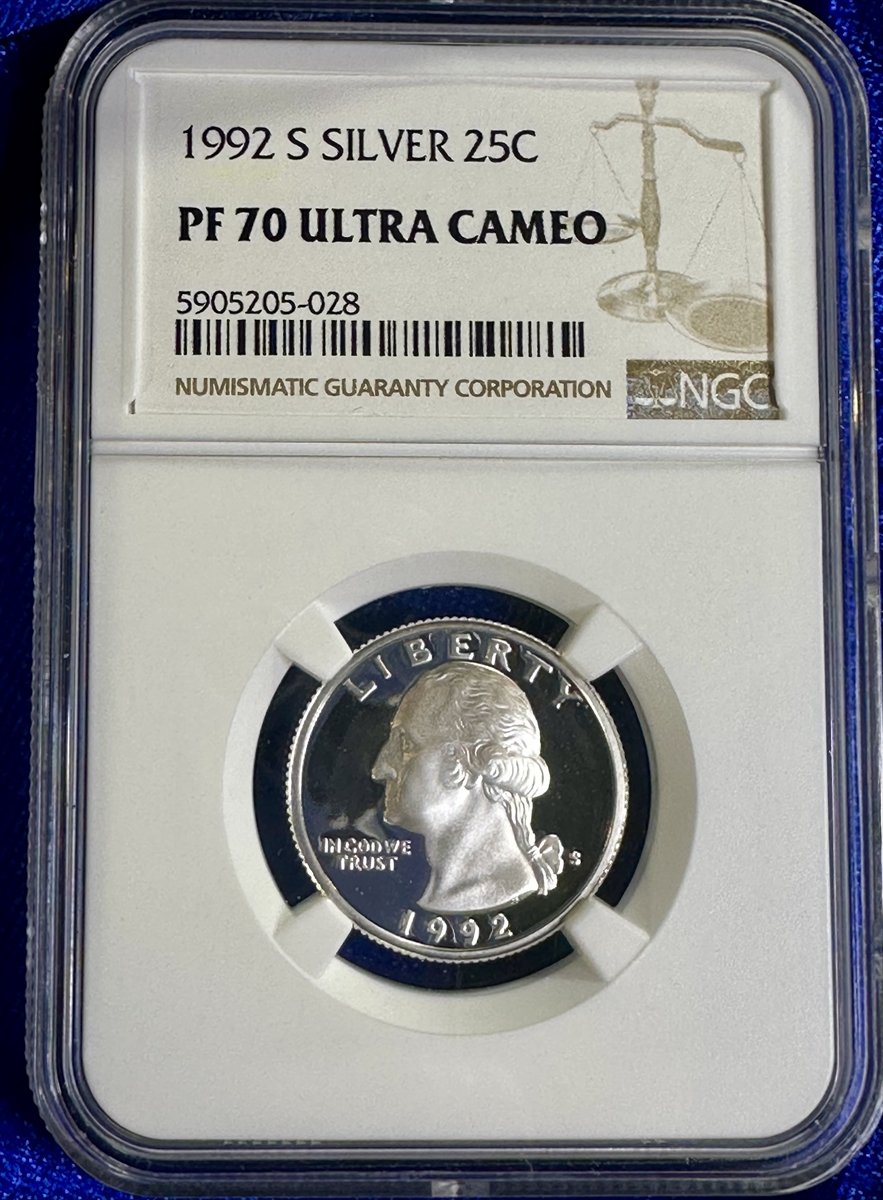 1992 S SILVER 25C
PF 70 ULTRA CAMEO
5905205-028
NUMISMATIC GUARANTY CORPORATION
NGC
LIBERTY
IN GOD WE
TRUST
S
1992